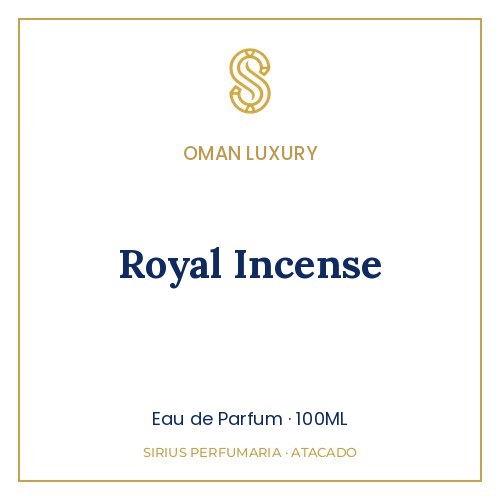 OMAN LUXURY
Royal Incense
Eau de Parfum · 100ML
SIRIUS PERFUMARIA · ATACADO